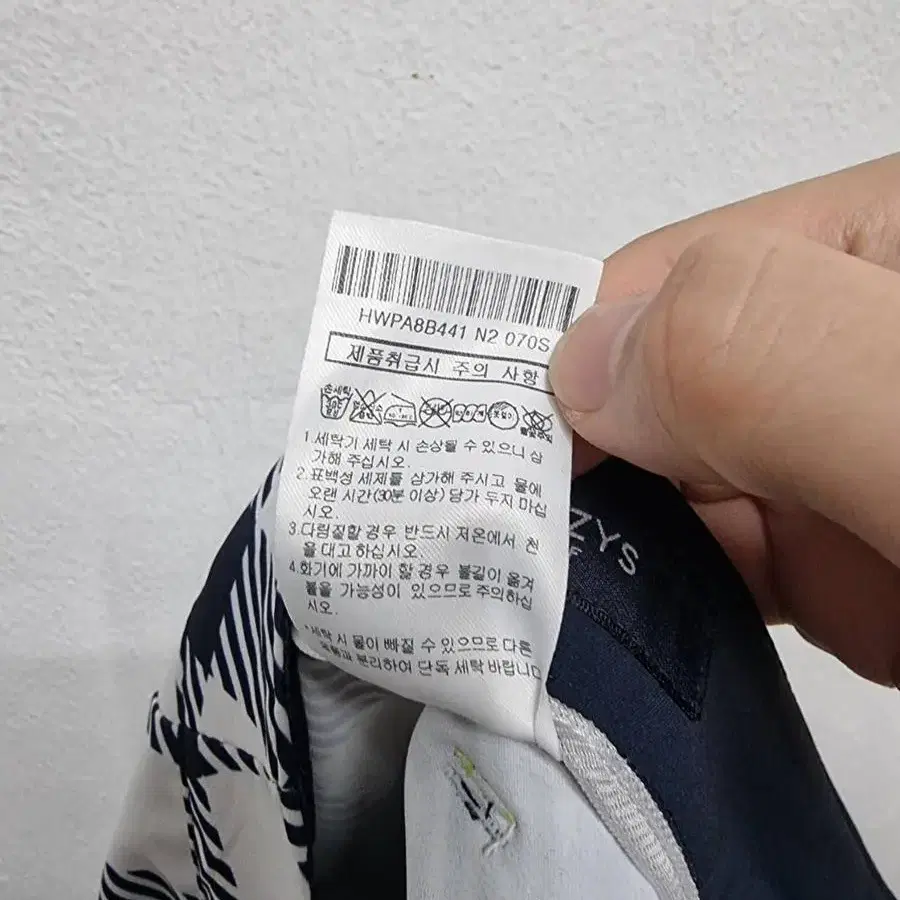 HWPA8B441 N2 070S
제품취급시 주의 사항
손세탁
1.세탁기 세탁 시 손상될 수 있으니 삼
가해 주십시오.
2.표백성 세제를 삼가해 주시고 물에
오랜 시간(30분 이상) 담가 두지 마십
시오.
3.다림질할 경우 반드시 저온에서 천
을 대고 하십시오.
4.화기에 가까이 할 경우 불길이 옮겨
붙을 가능성이 있으므로 주의하십
시오.
세탁 시 물이 빠질 수 있으므로 다른
분리하여 단독 세탁 바랍니다
ZYS